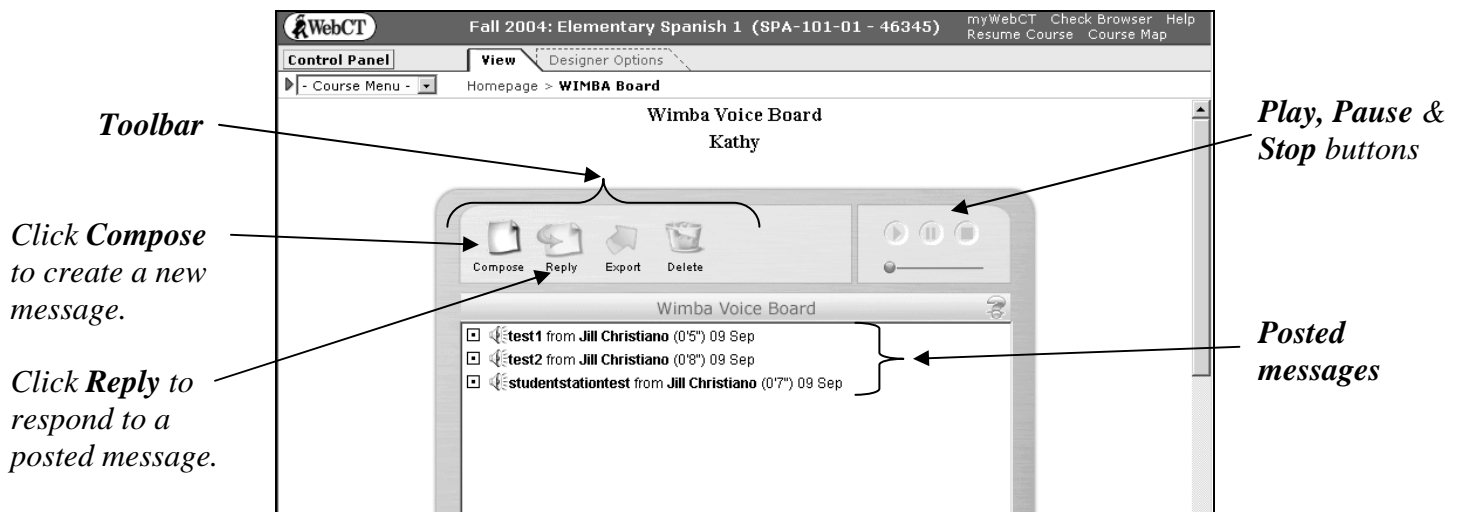 WebCT
Fall 2004: Elementary Spanish 1 (SPA-101-01 - 46345)
myWebCT Check Browser Help
Resume Course Course Map
Control Panel
View
Designer Options
- Course Menu -
Homepage > WIMBA Board
Wimba Voice Board
Kathy
Toolbar
Play, Pause &
Stop buttons
Click Compose
to create a new
message.
Compose Reply Export Delete
Wimba Voice Board
test1 from Jill Christiano (0'5") 09 Sep
test2 from Jill Christiano (0'8") 09 Sep
studentstationtest from Jill Christiano (0'7") 09 Sep
Posted
messages
Click Reply to
respond to a
posted message.